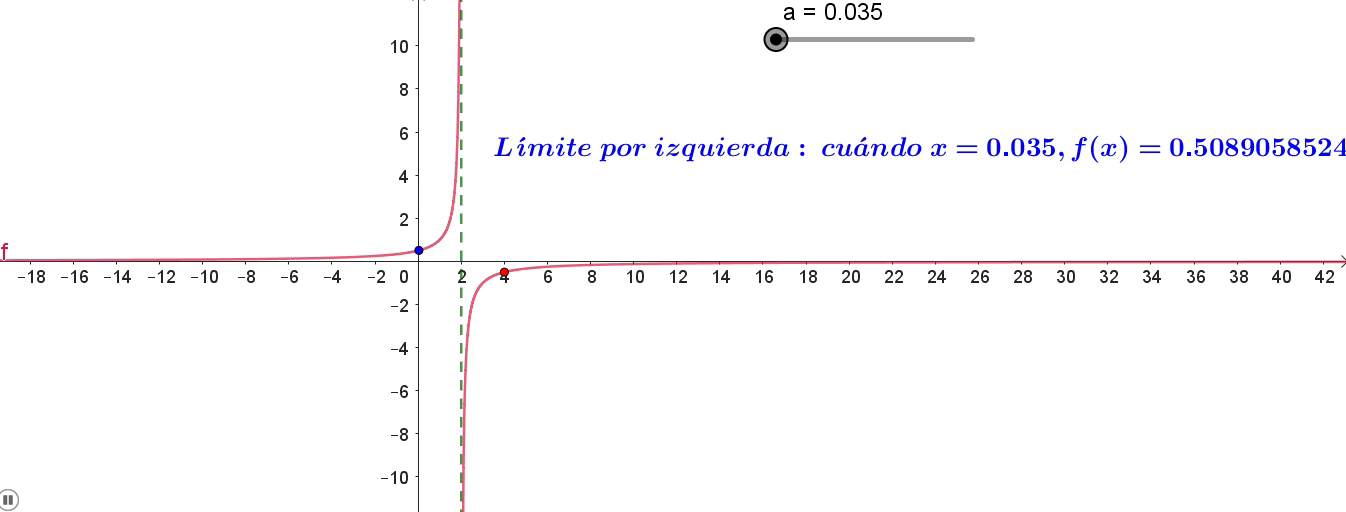 a = 0.035
Límite por izquierda : cuándo x = 0.035, f(x) = 0.5089058524
f
10
8
6
4
2
−18 −16 −14 −12 −10 −8 −6 −4 −2 0 2 4 6 8 10 12 14 16 18 20 22 24 26 28 30 32 34 36 38 40 42
−2
−4
−6
−8
−10